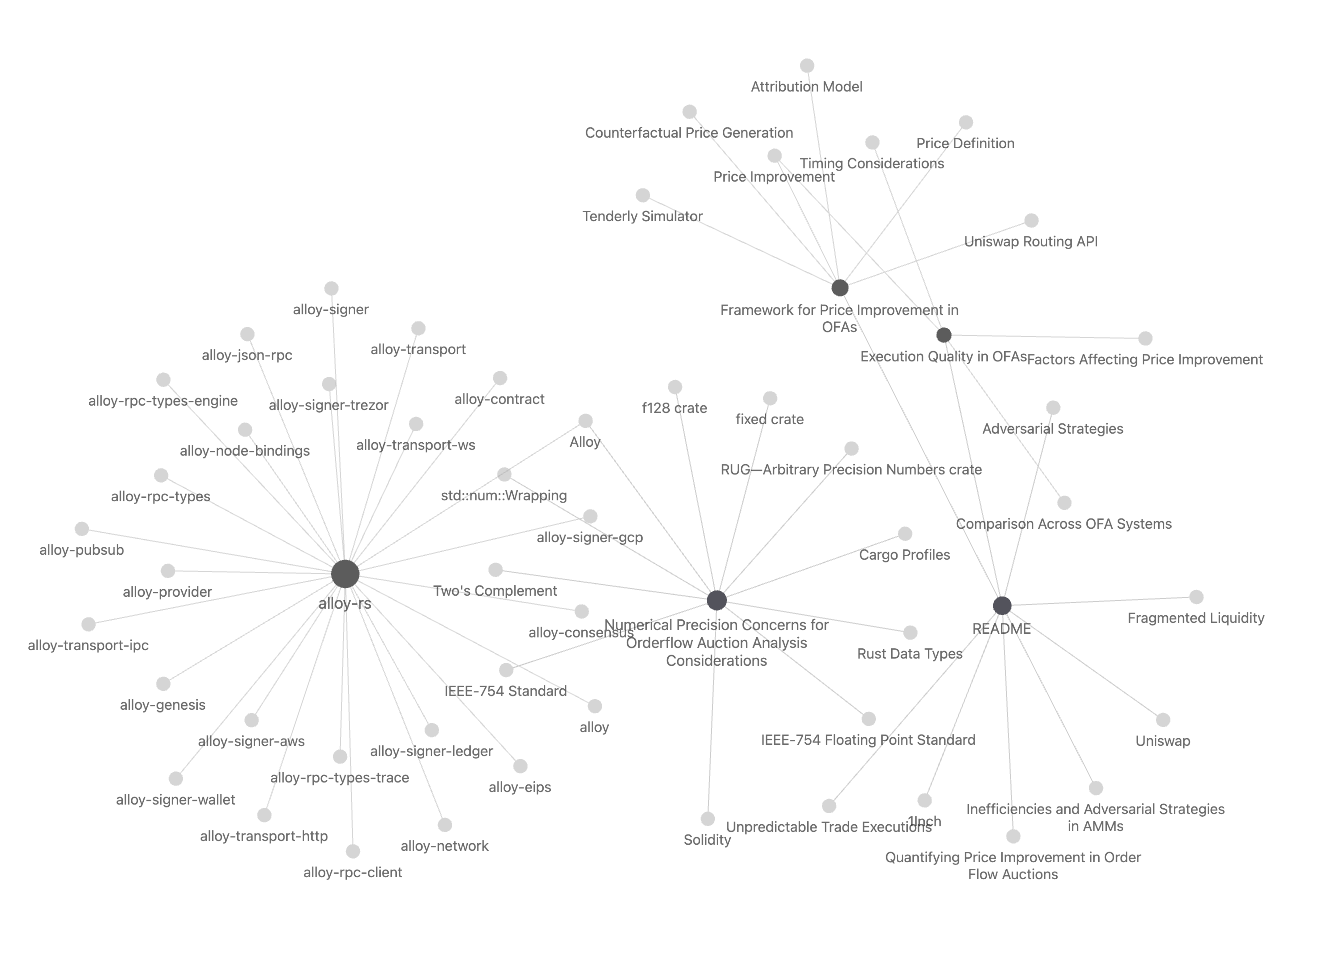 Attribution Model
Counterfactual Price Generation
Price Definition
Timing Considerations
Price Improvement
Tenderly Simulator
Uniswap Routing API
alloy-signer
Framework for Price Improvement in
OFAs
alloy-transport
alloy-json-rpc
Execution Quality in OFAs
Factors Affecting Price Improvement
alloy-rpc-types-engine
alloy-signer-trezor
alloy-contract
f128 crate
fixed crate
Adversarial Strategies
alloy-node-bindings
alloy-transport-ws
Alloy
RUG—Arbitrary Precision Numbers crate
alloy-rpc-types
std::num::Wrapping
Comparison Across OFA Systems
alloy-pubsub
alloy-signer-gcp
Cargo Profiles
alloy-provider
Two's Complement
alloy-rs
Fragmented Liquidity
alloy-transport-ipc
alloy-consensus
Numerical Precision Concerns for
Orderflow Auction Analysis
Considerations
README
Rust Data Types
IEEE-754 Standard
alloy-genesis
alloy
alloy-signer-aws
alloy-signer-ledger
IEEE-754 Floating Point Standard
Uniswap
alloy-rpc-types-trace
alloy-eips
alloy-signer-wallet
Inefficiencies and Adversarial Strategies
in AMMs
alloy-transport-http
Solidity
Unpredictable Trade Executions
1Inch
alloy-network
Quantifying Price Improvement in Order
Flow Auctions
alloy-rpc-client